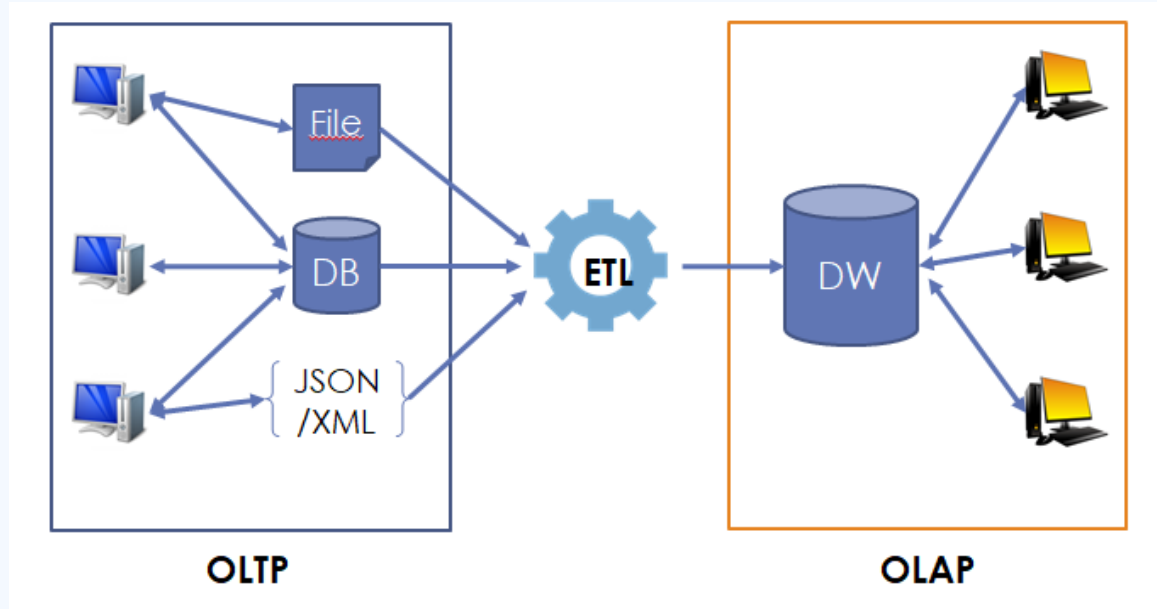 File
DB
JSON
/XML
ETL
DW
OLTP
OLAP